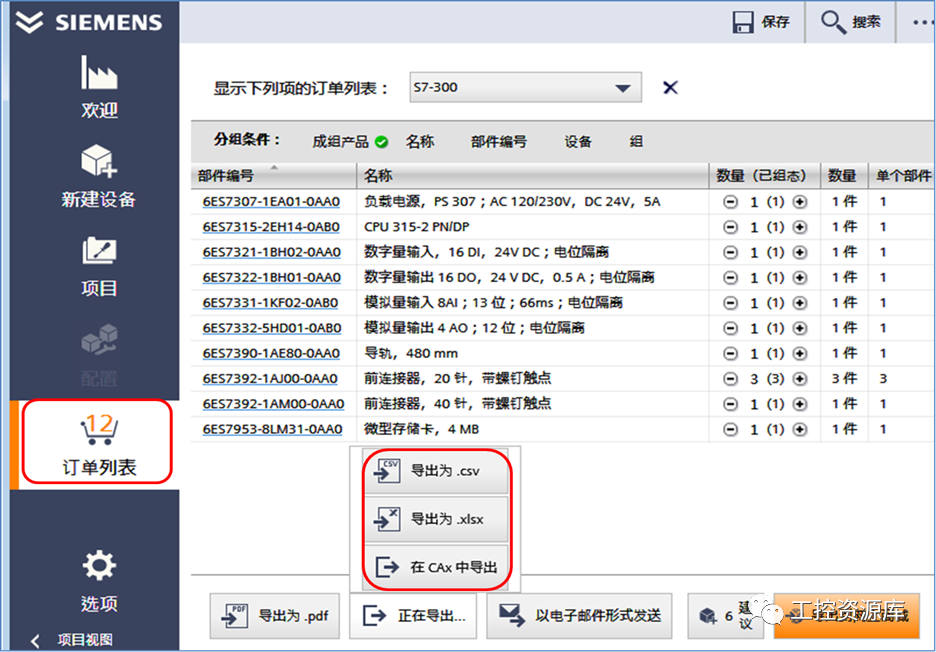 SIEMENS
保存
搜索
欢迎
新建设备
项目
配置
12
订单列表
选项
项目视图
显示下列项的订单列表：
S7-300
分组条件： 成组产品 名称 部件编号 设备 组
部件编号 名称 数量（已组态） 数量 单个部件
6ES7307-1EA01-0AA0 负载电源，PS 307；AC 120/230V，DC 24V，5A 1 (1) 1 件 1
6ES7315-2EH14-0AB0 CPU 315-2 PN/DP 1 (1) 1 件 1
6ES7321-1BH02-0AA0 数字量输入，16 DI，24V DC；电位隔离 1 (1) 1 件 1
6ES7322-1BH01-0AA0 数字量输出 16 DO，24 V DC，0.5 A；电位隔离 1 (1) 1 件 1
6ES7331-1KF02-0AB0 模拟量输入 8AI；13 位；66ms；电位隔离 1 (1) 1 件 1
6ES7332-5HD01-0AB0 模拟量输出 4 AO；12 位；电位隔离 1 (1) 1 件 1
6ES7390-1AE80-0AA0 导轨，480 mm 1 (1) 1 件 1
6ES7392-1AJ00-0AA0 前连接器，20 针，带螺钉触点 3 (3) 3 件 3
6ES7392-1AM00-0AA0 前连接器，40 针，带螺钉触点 1 (1) 1 件 1
6ES7953-8LM31-0AA0 微型存储卡，4 MB 1 (1) 1 件 1
CSV
导出为 .csv
导出为 .xlsx
在 CAx 中导出
PDF
导出为 .pdf
正在导出...
以电子邮件形式发送
6 建议
工控资源库